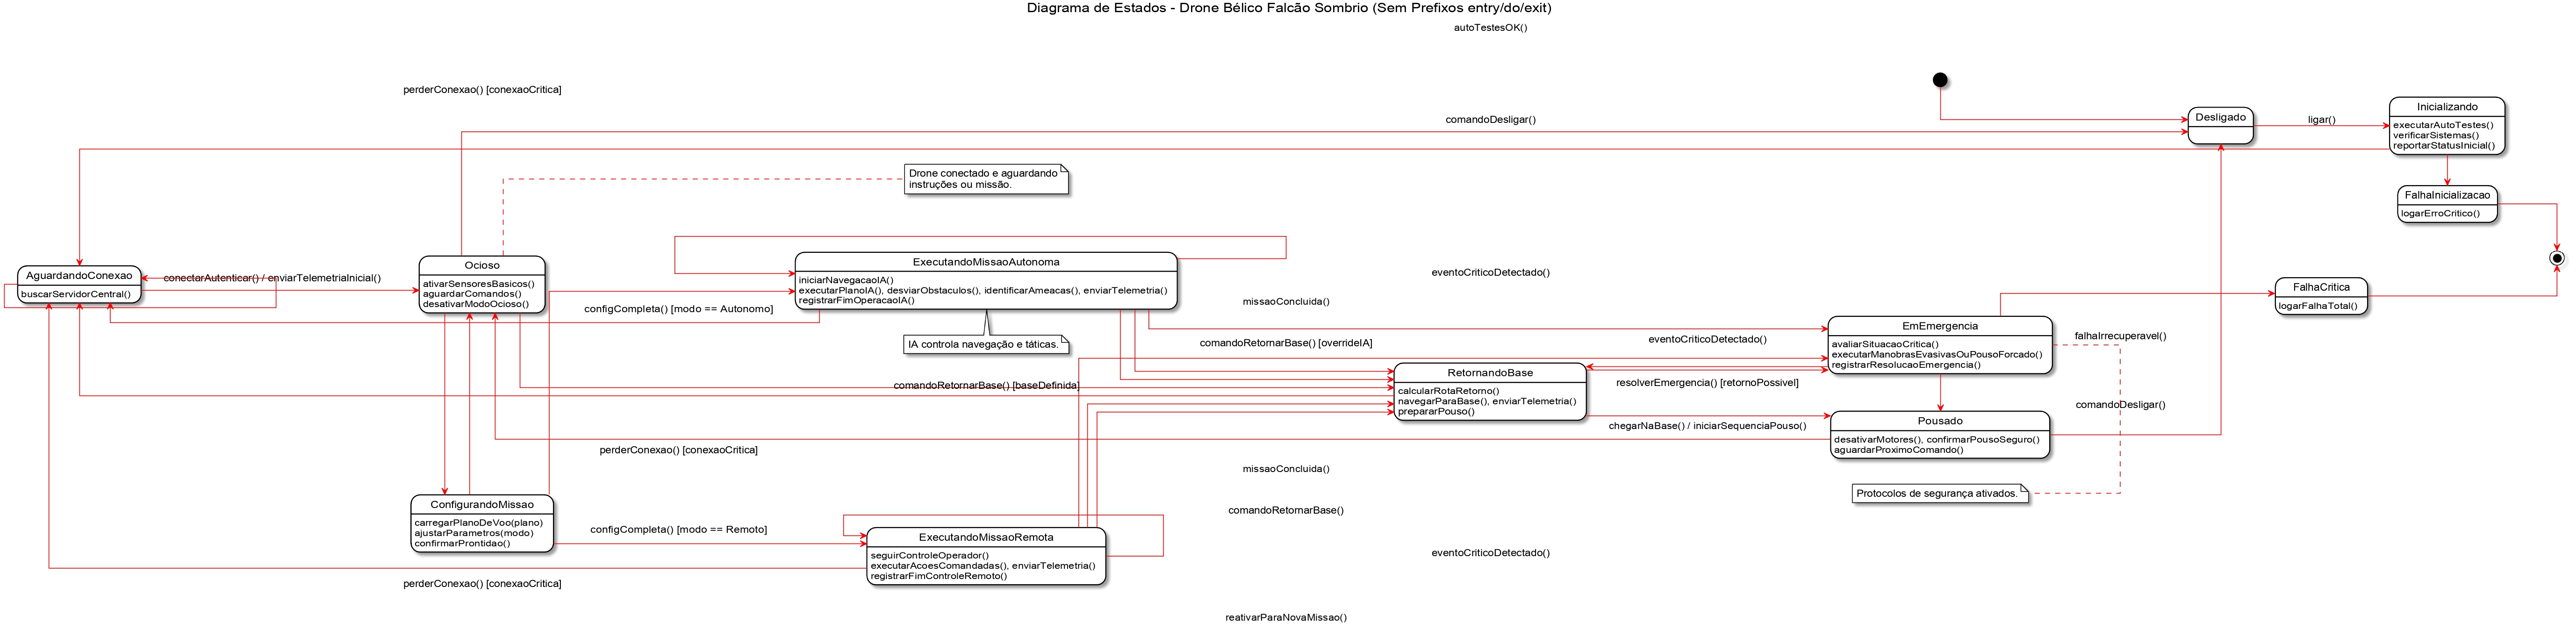 Diagrama de Estados - Drone Bélico Falcão Sombrio (Sem Prefixos entry/do/exit)
autoTestesOK()
perderConexao() [conexaoCritica]
comandoDesligar()
Desligado
ligar()
Inicializando
executarAutoTestes()
verificarSistemas()
reportarStatusInicial()
Drone conectado e aguardando
instruções ou missão.
FalhaInicializacao
logarErroCritico()
AguardandoConexao
buscarServidorCentral()
conectarAutenticar() / enviarTelemetriaInicial()
Ocioso
ativarSensoresBasicos()
aguardarComandos()
desativarModoOcioso()
ExecutandoMissaoAutonoma
iniciarNavegacaoIA()
executarPlanoIA(), desviarObstaculos(), identificarAmeacas(), enviarTelemetria()
registrarFimOperacaoIA()
eventoCriticoDetectado()
missaoConcluida()
configCompleta() [modo == Autonomo]
FalhaCritica
logarFalhaTotal()
IA controla navegação e táticas.
comandoRetornarBase() [overrideIA]
eventoCriticoDetectado()
EmEmergencia
avaliarSituacaoCritica()
executarManobrasEvasivasOuPousoForcado()
registrarResolucaoEmergencia()
falhaIrrecuperavel()
comandoRetornarBase() [baseDefinida]
RetornandoBase
calcularRotaRetorno()
navegarParaBase(), enviarTelemetria()
prepararPouso()
resolverEmergencia() [retornoPossivel]
comandoDesligar()
chegarNaBase() / iniciarSequenciaPouso()
Pousado
desativarMotores(), confirmarPousoSeguro()
aguardarProximoComando()
perderConexao() [conexaoCritica]
missaoConcluida()
Protocolos de segurança ativados.
ConfigurandoMissao
carregarPlanoDeVoo(plano)
ajustarParametros(modo)
confirmarProntidao()
configCompleta() [modo == Remoto]
comandoRetornarBase()
ExecutandoMissaoRemota
seguirControleOperador()
executarAcoesComandadas(), enviarTelemetria()
registrarFimControleRemoto()
eventoCriticoDetectado()
perderConexao() [conexaoCritica]
reativarParaNovaMissao()